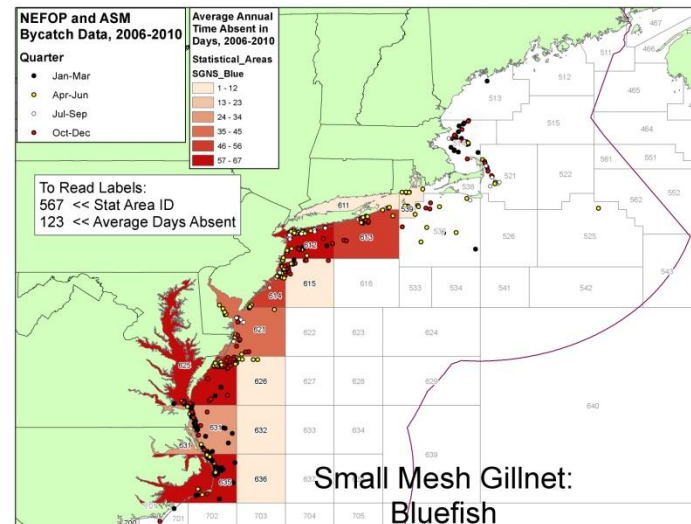 NEFOP and ASM
Bycatch Data, 2006-2010
Quarter
Jan-Mar
Apr-Jun
Jul-Sep
Oct-Dec
Average Annual
Time Absent in
Days, 2006-2010
Statistical_Areas
SGNS_Blue
1 - 12
13 - 23
24 - 34
35 - 45
46 - 56
57 - 67
To Read Labels:
567 << Stat Area ID
123 << Average Days Absent
467
511
512
465
513
515
464
521
522
561
562
538
611
539
526
525
543
612
613
533
534
541
542
615
616
614
621
622
623
624
625
626
627
628
629
640
631
631
632
633
634
639
635
636
700
701
701
702
703
704
705
Small Mesh Gillnet:
Bluefish